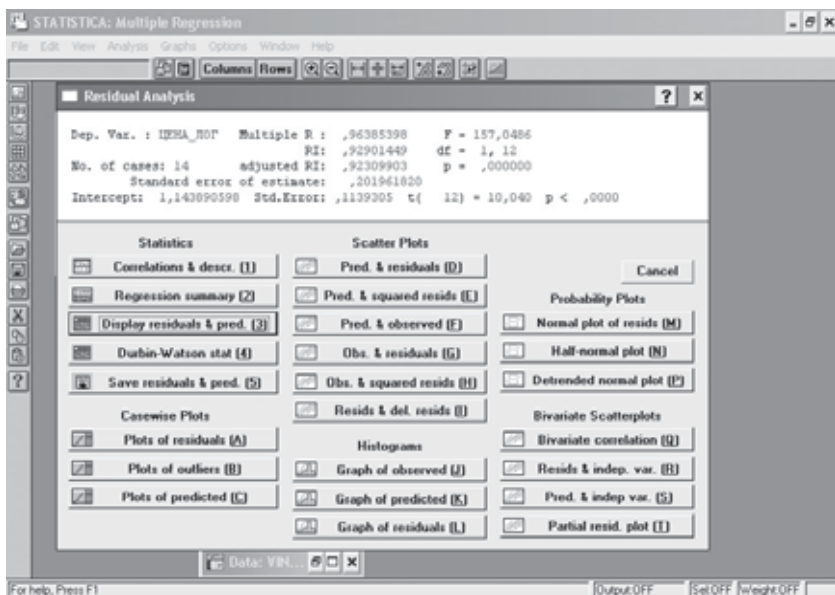 STATISTICA: Multiple Regression
File Edit View Analysis Graphs Options Window Help
Columns Rows
Residual Analysis
Dep. Var. : ЦЕНА_ЛОГ Multiple R : ,96385398 F = 157,0486
RI: ,92901449 df = 1, 12
No. of cases: 14 adjusted RI: ,92309903 p = ,000000
Standard error of estimate: ,201961820
Intercept: 1,143890598 Std.Error: ,1139305 t( 12) = 10,040 p < ,0000
Statistics
Correlations & descr. (1)
Regression summary (2)
Display residuals & pred. (3)
Durbin-Watson stat (4)
Save residuals & pred. (5)
Casewise Plots
Plots of residuals (A)
Plots of outliers (B)
Plots of predicted (C)
Scatter Plots
Pred. & residuals (D)
Pred. & squared resids (E)
Pred. & observed (F)
Obs. & residuals (G)
Obs. & squared resids (H)
Resids & del. resids (I)
Histograms
Graph of observed (J)
Graph of predicted (K)
Graph of residuals (L)
Cancel
Probability Plots
Normal plot of resids (M)
Half-normal plot (N)
Detrended normal plot (P)
Bivariate Scatterplots
Bivariate correlation (Q)
Resids & indep. var. (R)
Pred. & indep var. (S)
Partial resid. plot (T)
Data: VIN...
For help, Press F1 Output:OFF Sel:OFF Weight:OFF